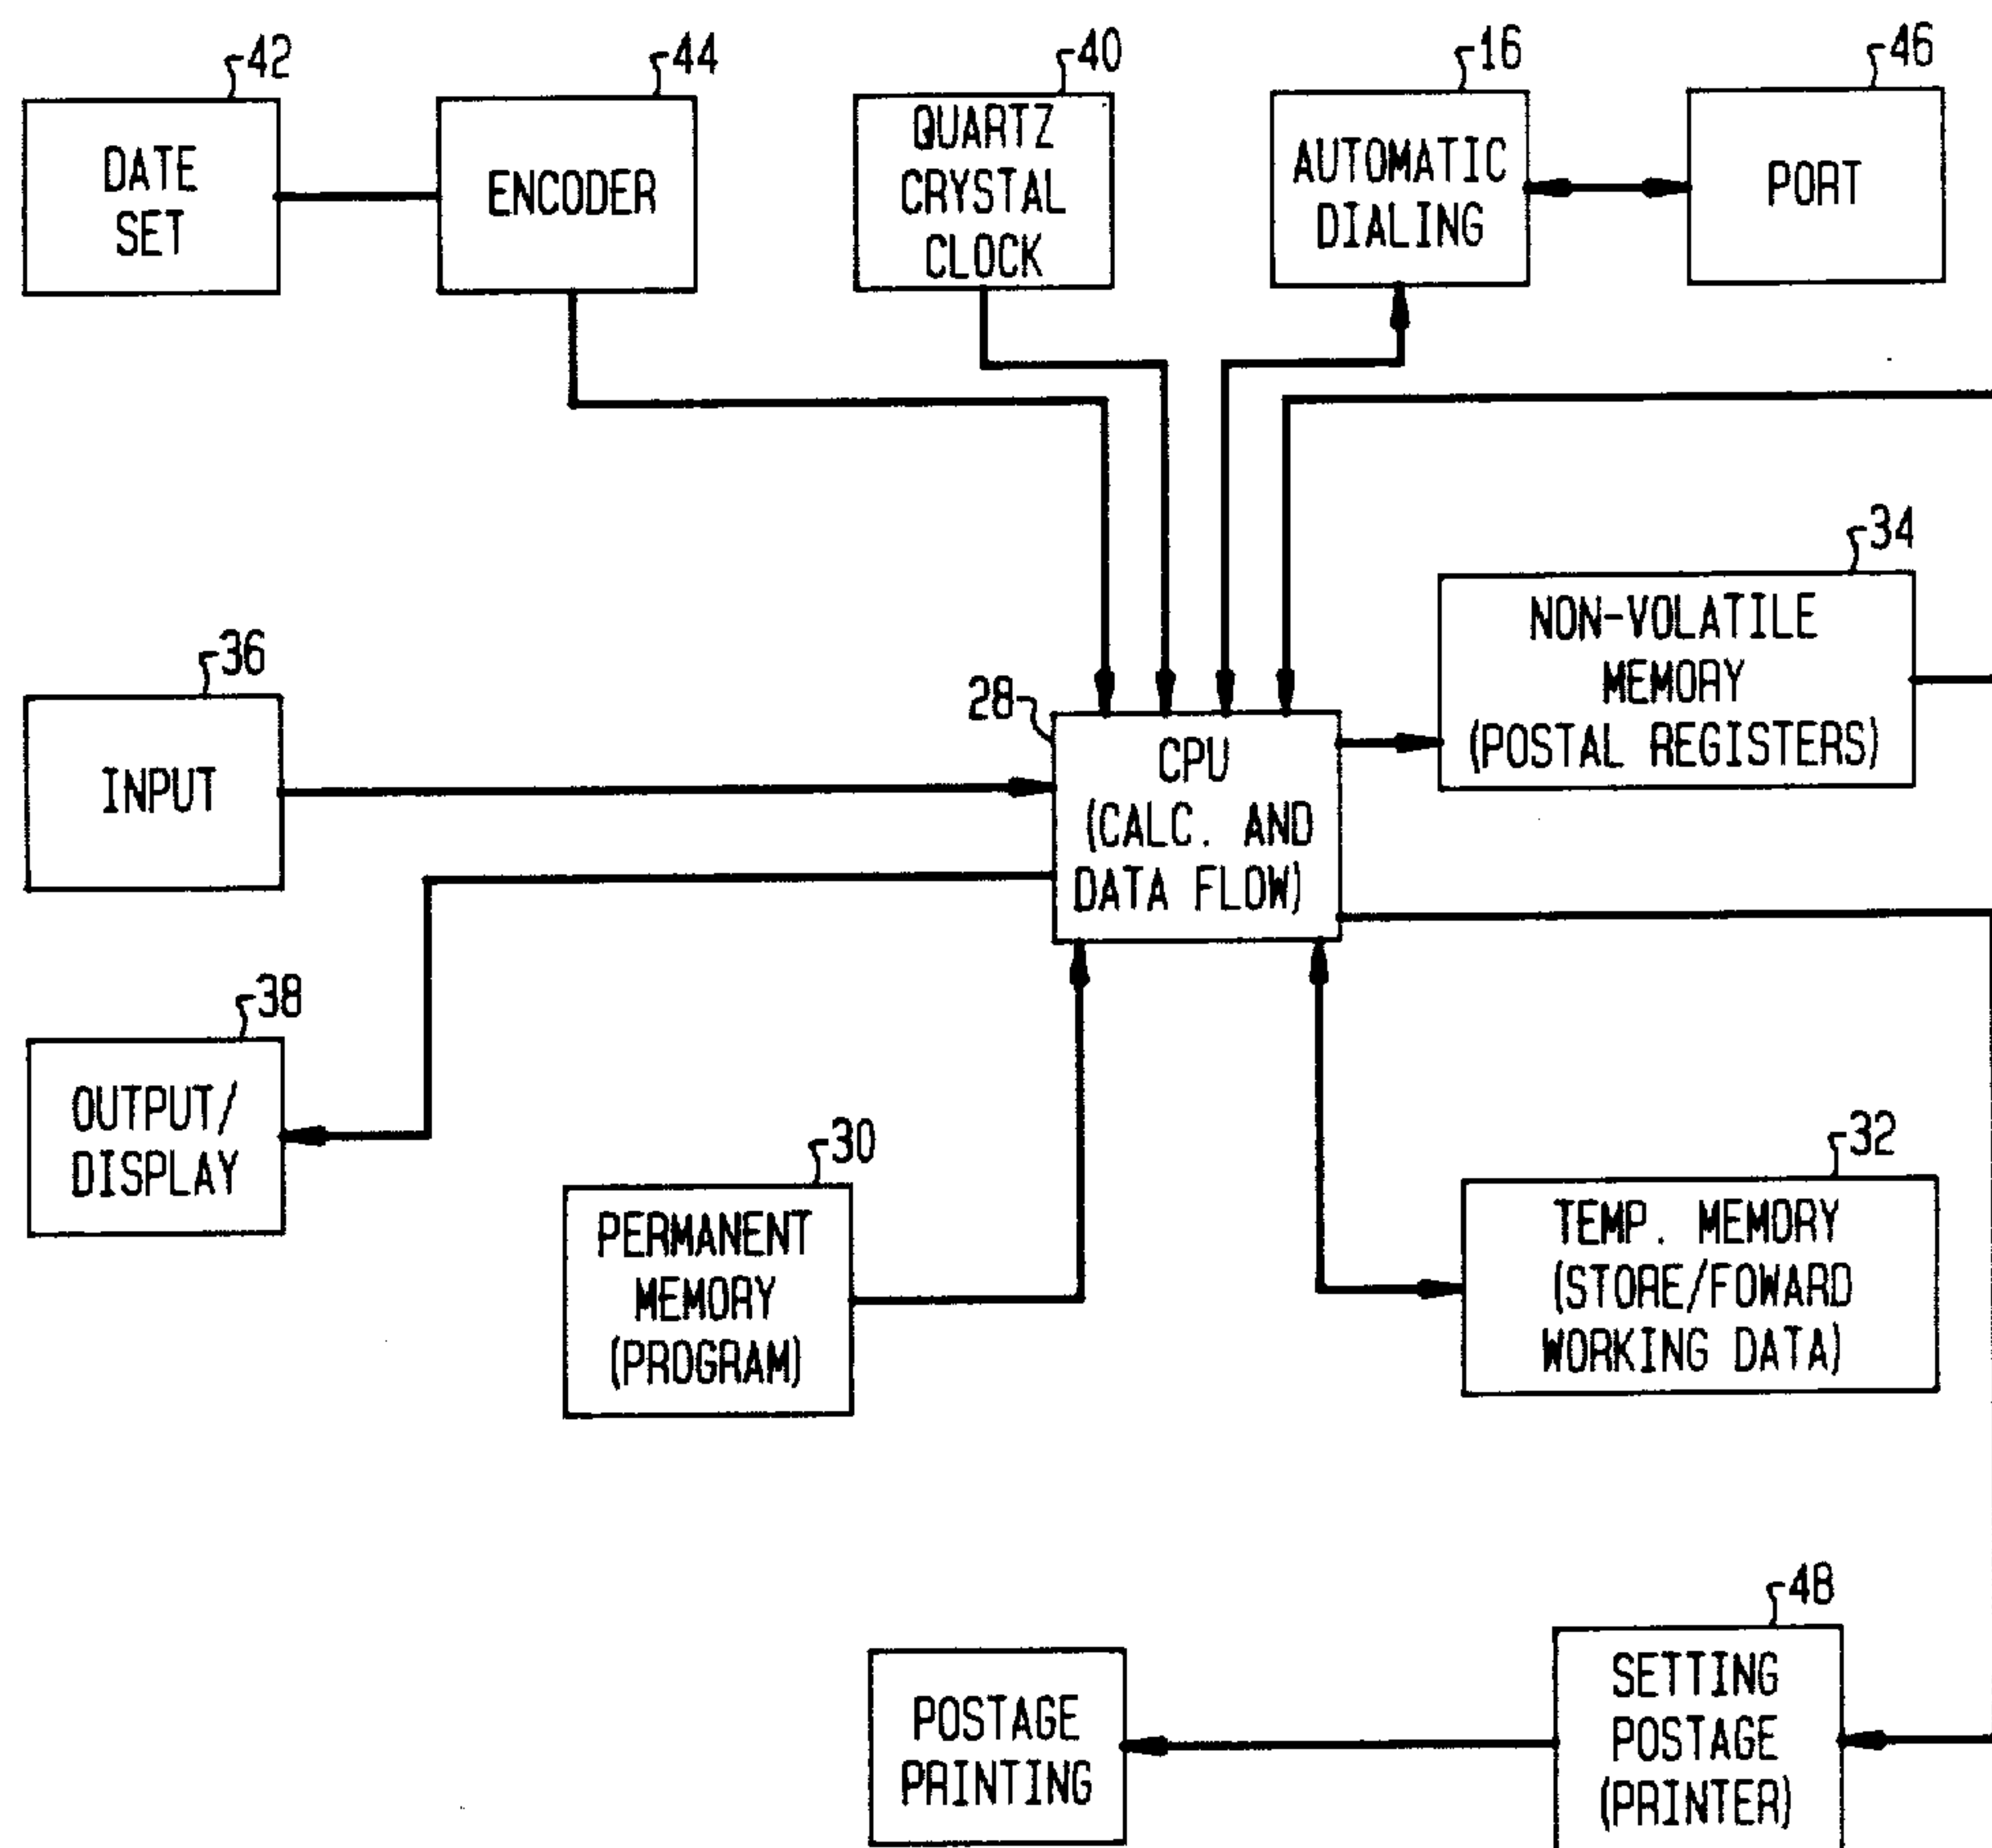 42
DATE
SET
44
ENCODER
40
QUARTZ
CRYSTAL
CLOCK
16
AUTOMATIC
DIALING
46
PORT
36
INPUT
28
CPU
(CALC. AND
DATA FLOW)
34
NON-VOLATILE
MEMORY
(POSTAL REGISTERS)
38
OUTPUT/
DISPLAY
30
PERMANENT
MEMORY
(PROGRAM)
32
TEMP. MEMORY
(STORE/FOWARD
WORKING DATA)
POSTAGE
PRINTING
48
SETTING
POSTAGE
(PRINTER)